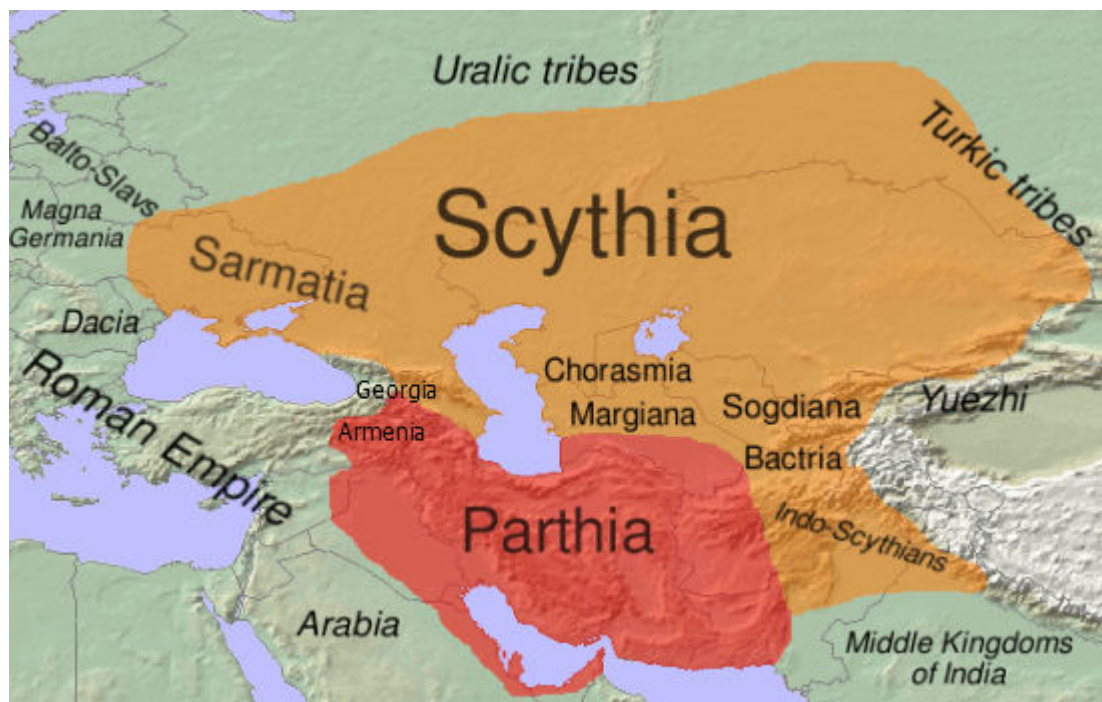 Uralic tribes
Turkic tribes
Balto-Slavs
Scythia
Magna
Germania
Sarmatia
Dacia
Chorasmia
Georgia
Roman Empire
Margiana
Sogdiana
Yuezhi
Armenia
Bactria
Parthia
Indo-Scythians
Arabia
Middle Kingdoms
of India